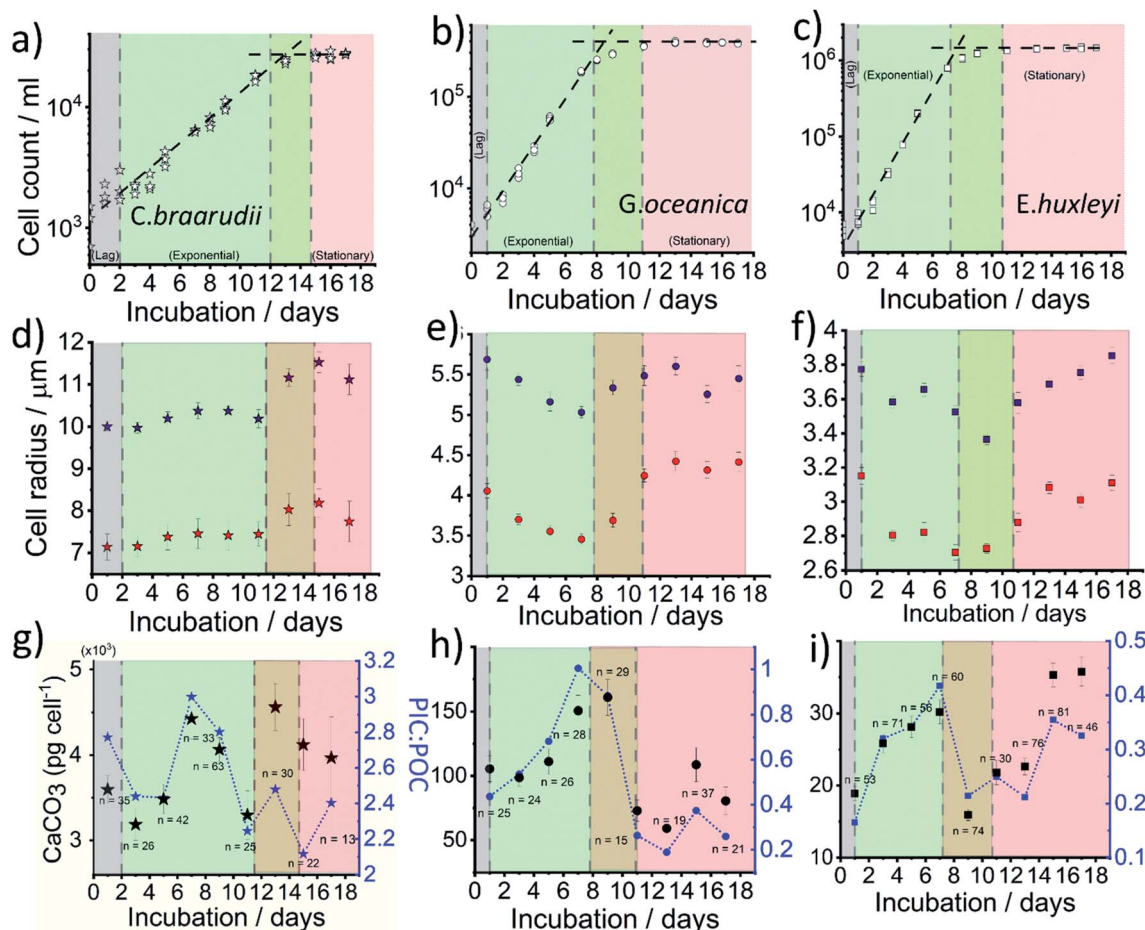 a)
Cell count / ml
10⁴
10³
C.braarudii
(Lag)
(Exponential)
(Stationary)
0 2 4 6 8 10 12 14 16 18
Incubation / days
b)
10⁵
10⁴
(Lag)
G.oceanica
(Exponential)
(Stationary)
0 2 4 6 8 10 12 14 16 18
Incubation / days
c)
10⁶
10⁵
10⁴
(Lag)
(Exponential)
(Stationary)
E.huxleyi
0 2 4 6 8 10 12 14 16 18
Incubation / days
d)
Cell radius / μm
12
11
10
9
8
7
0 2 4 6 8 10 12 14 16 18
Incubation / days
e)
5.5
5
4.5
4
3.5
3
0 2 4 6 8 10 12 14 16 18
Incubation / days
f)
4
3.8
3.6
3.4
3.2
3
2.8
2.6
0 2 4 6 8 10 12 14 16 18
Incubation / days
g)
(x10³)
CaCO₃ (pg cell⁻¹)
5
4
3
3.2
3
2.8
2.6
2.4
2.2
2
n = 35
n = 26
n = 42
n = 33
n = 63
n = 25
n = 30
n = 22
n = 13
0 2 4 6 8 10 12 14 16 18
Incubation / days
h)
PIC:POC
150
125
100
75
50
1
0.8
0.6
0.4
0.2
n = 25
n = 24
n = 26
n = 28
n = 29
n = 15
n = 19
n = 37
n = 21
0 2 4 6 8 10 12 14 16 18
Incubation / days
i)
40
30
20
10
0.5
0.4
0.3
0.2
0.1
n = 53
n = 71
n = 56
n = 60
n = 74
n = 30
n = 76
n = 81
n = 46
0 2 4 6 8 10 12 14 16 18
Incubation / days